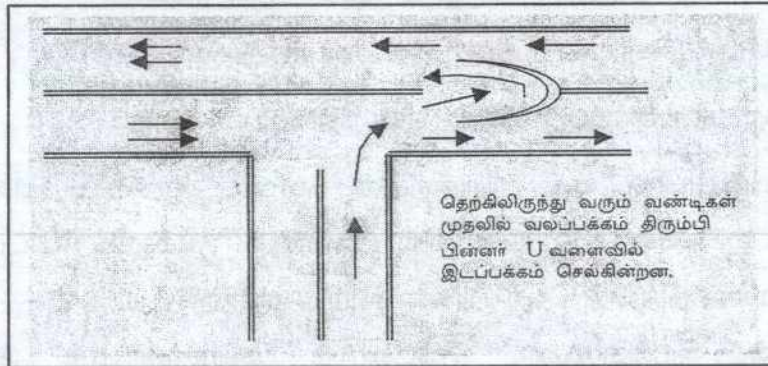 தெற்கிலிருந்து வரும் வண்டிகள்
முதலில் வலப்பக்கம் திரும்பி
பின்னர் U வளைவில்
இடப்பக்கம் செல்கின்றன.